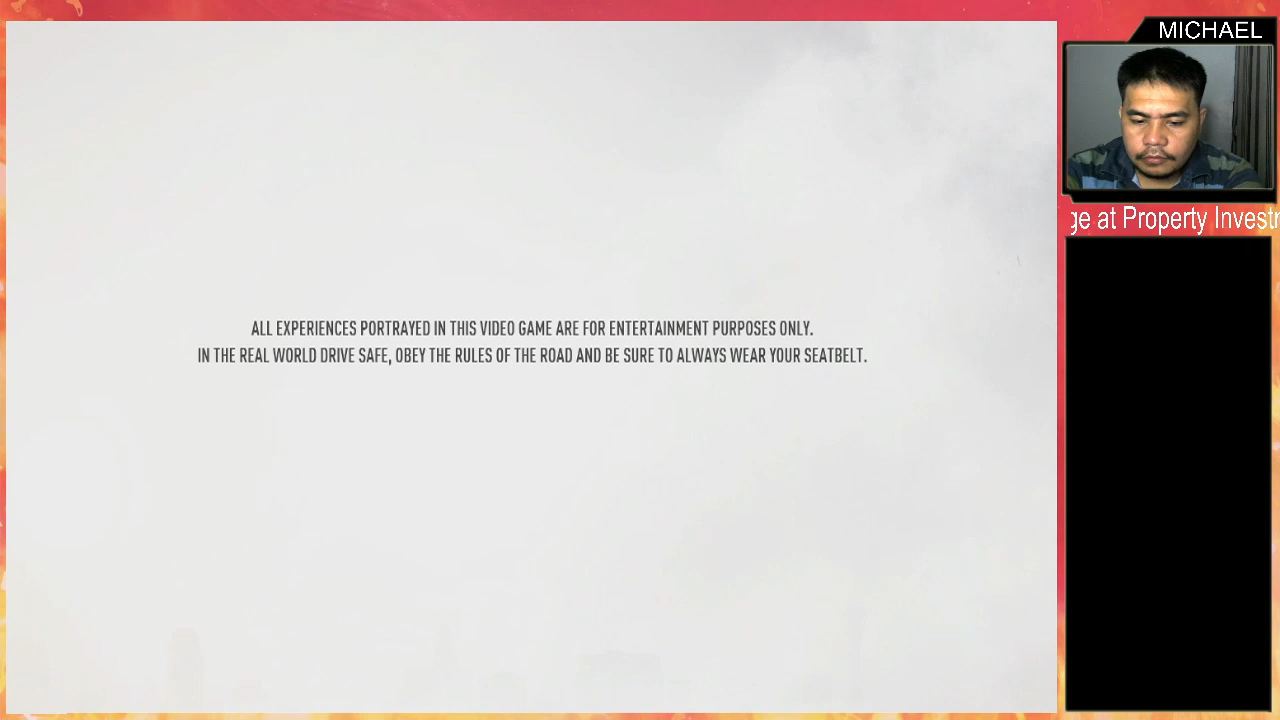 MICHAEL
at Property
ALL EXPERIENCES PORTRAYED IN THIS VIDEO GAME ARE FOR ENTERTAINMENT PURPOSES ONLY.
IN THE REAL WORLD DRIVE SAFE, OBEY THE RULES OF THE ROAD AND BE SURE TO ALWAYS WEAR YOUR SEATBELT.